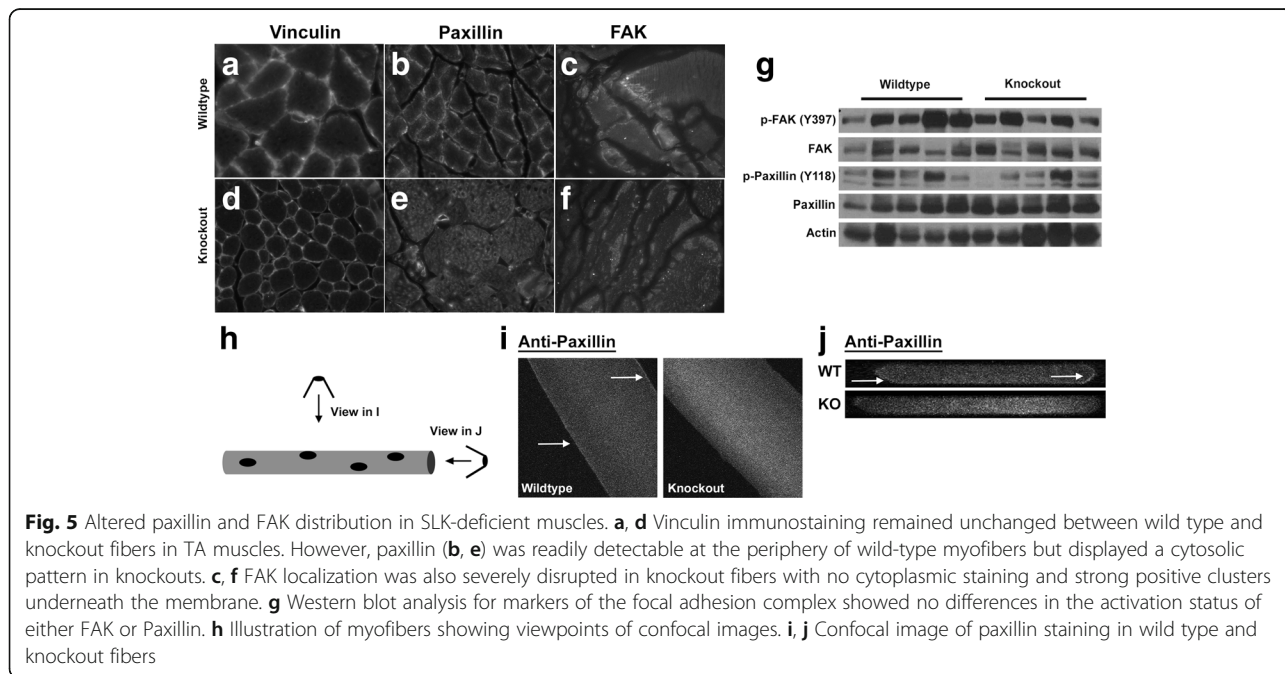 Vinculin Paxillin FAK
Wildtype
Knockout
a b c
d e f
g
Wildtype Knockout
p-FAK (Y397)
FAK
p-Paxillin (Y118)
Paxillin
Actin
h
View in I
View in J
i Anti-Paxillin
Wildtype Knockout
j Anti-Paxillin
WT
KO
Fig. 5 Altered paxillin and FAK distribution in SLK-deficient muscles. a, d Vinculin immunostaining remained unchanged between wild type and
knockout fibers in TA muscles. However, paxillin (b, e) was readily detectable at the periphery of wild-type myofibers but displayed a cytosolic
pattern in knockouts. c, f FAK localization was also severely disrupted in knockout fibers with no cytoplasmic staining and strong positive clusters
underneath the membrane. g Western blot analysis for markers of the focal adhesion complex showed no differences in the activation status of
either FAK or Paxillin. h Illustration of myofibers showing viewpoints of confocal images. i, j Confocal image of paxillin staining in wild type and
knockout fibers